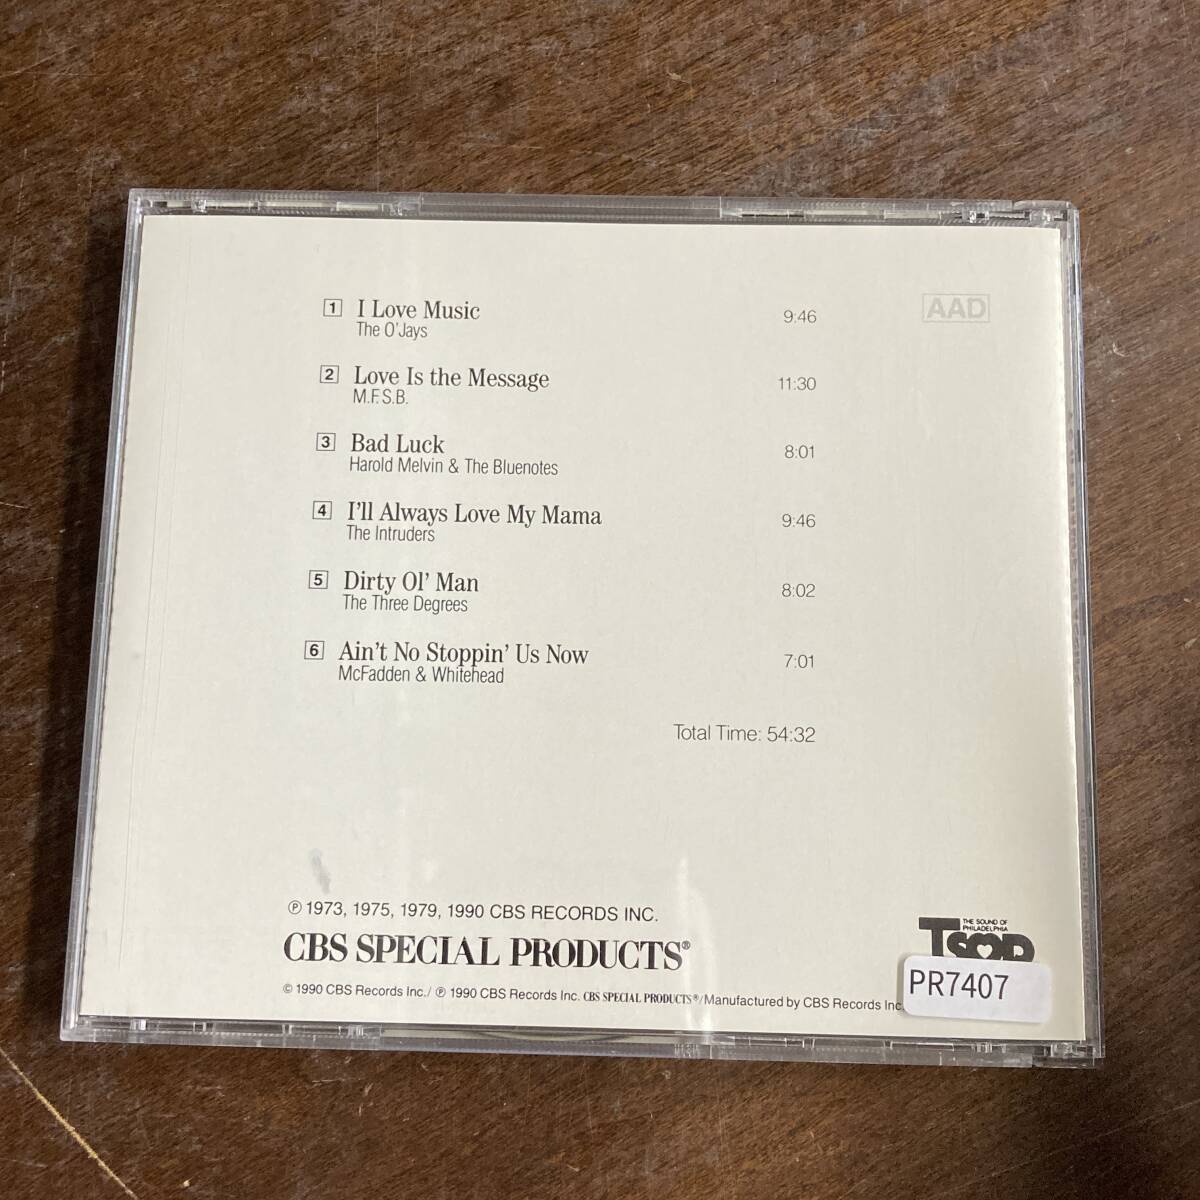 1 I Love Music 9:46
The O'Jays
AAD
2 Love Is the Message 11:30
M.F.S.B.
3 Bad Luck 8:01
Harold Melvin & The Bluenotes
4 I'll Always Love My Mama 9:46
The Intruders
5 Dirty Ol' Man 8:02
The Three Degrees
6 Ain't No Stoppin' Us Now 7:01
McFadden & Whitehead
Total Time: 54:32
℗ 1973, 1975, 1979, 1990 CBS RECORDS INC.
CBS SPECIAL PRODUCTS®
© 1990 CBS Records Inc./ ℗ 1990 CBS Records Inc. CBS SPECIAL PRODUCTS®/Manufactured by CBS Records Inc.
THE SOUND OF
PHILADELPHIA
TSOP
PR7407